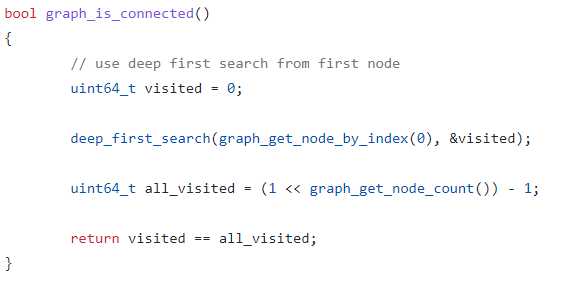 bool graph_is_connected()
{
        // use deep first search from first node
        uint64_t visited = 0;
        deep_first_search(graph_get_node_by_index(0), &visited);
        uint64_t all_visited = (1 << graph_get_node_count()) - 1;
        return visited == all_visited;
}